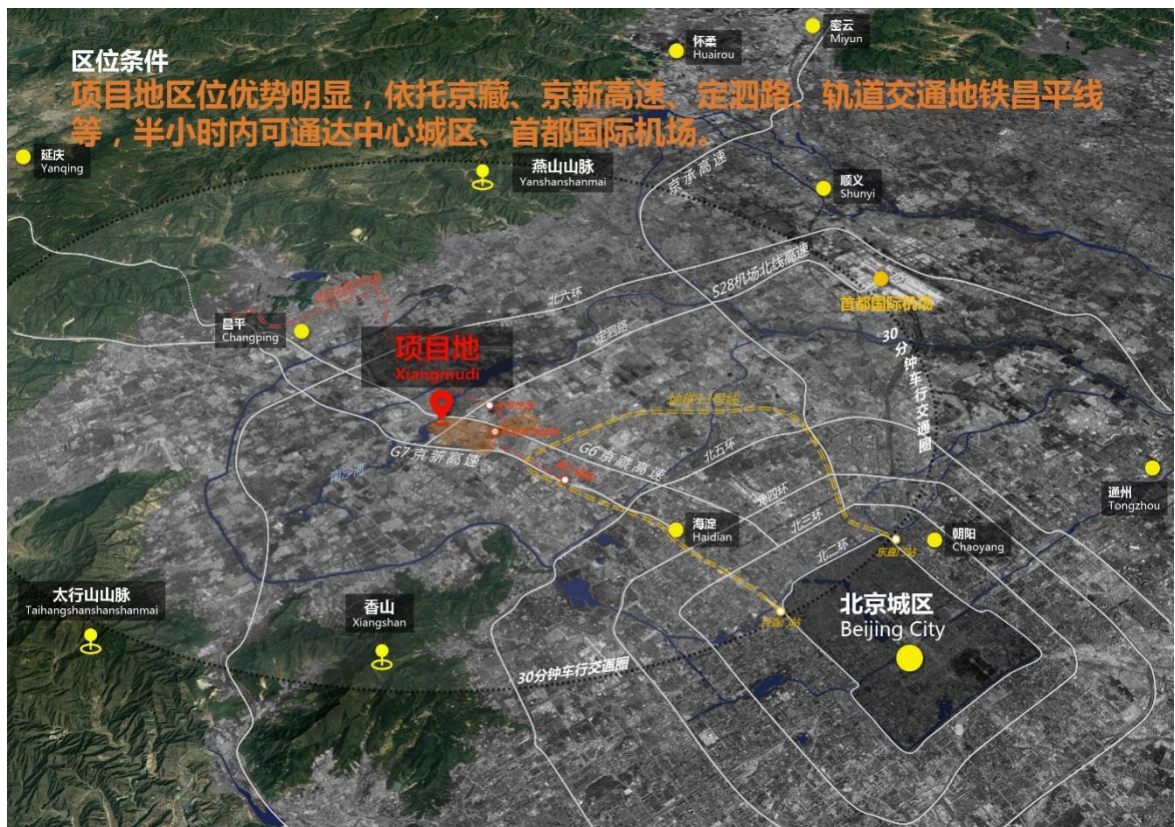 区位条件
项目地区位优势明显，依托京藏、京新高速、定泗路、轨道交通地铁昌平线
等，半小时内可通达中心城区、首都国际机场。
密云
Miyun
怀柔
Huairou
延庆
Yanqing
燕山山脉
Yanshanshanmai
京承高速
顺义
Shunyi
S28机场北线高速
首都国际机场
北六环
定泗路
昌平
Changping
项目地
Xiangmudi
30分钟车行交通圈
地铁13号线
G7京新高速
G6京藏高速
南沙河
北五环
北四环
北三环
北二环
通州
Tongzhou
海淀
Haidian
朝阳
Chaoyang
东直门站
西直门站
北京城区
Beijing City
太行山山脉
Taihangshanshanshanmai
香山
Xiangshan
30分钟车行交通圈